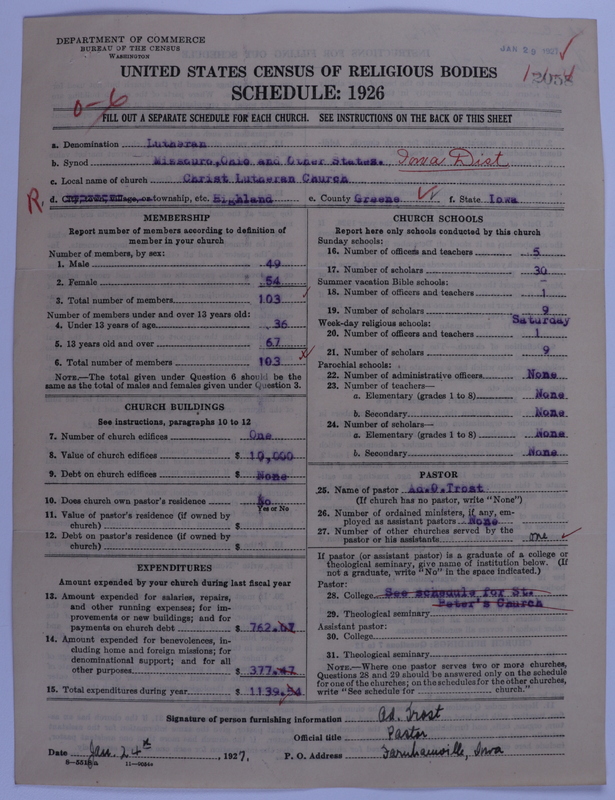 DEPARTMENT OF COMMERCE
BUREAU OF THE CENSUS
WASHINGTON
JAN 29 1927
UNITED STATES CENSUS OF RELIGIOUS BODIES
SCHEDULE: 1926
0-6
FILL OUT A SEPARATE SCHEDULE FOR EACH CHURCH. SEE INSTRUCTIONS ON THE BACK OF THIS SHEET
a. Denomination Lutheran
b. Synod Missouro, Ohio and Other States. Iowa Dist
c. Local name of church Christ Lutheran Church
R. d. township, etc. Highland e. County Greene f. State Iowa
MEMBERSHIP
Report number of members according to definition of
member in your church
Number of members, by sex:
1. Male 49
2. Female 54
3. Total number of members 103
Number of members under and over 13 years old:
4. Under 13 years of age 36
5. 13 years old and over 67
6. Total number of members 103
NOTE.—The total given under Question 6 should be the
same as the total of males and females given under Question 3.
CHURCH BUILDINGS
See instructions, paragraphs 10 to 12
7. Number of church edifices One
8. Value of church edifices $ 10,000
9. Debt on church edifices $ None
10. Does church own pastor's residence No
Yes or No
11. Value of pastor's residence (if owned by
church) $
12. Debt on pastor's residence (if owned by
church) $
EXPENDITURES
Amount expended by your church during last fiscal year
13. Amount expended for salaries, repairs,
and other running expenses; for im-
provements or new buildings; and for
payments on church debt $ 762.07
14. Amount expended for benevolences, in-
cluding home and foreign missions; for
denominational support; and for all
other purposes $ 377.47
15. Total expenditures during year $ 1139.54
CHURCH SCHOOLS
Report here only schools conducted by this church
Sunday schools:
16. Number of officers and teachers 5
17. Number of scholars 30
Summer vacation Bible schools: —
18. Number of officers and teachers 1
19. Number of scholars 9
Week-day religious schools: Saturday
20. Number of officers and teachers 1
21. Number of scholars 9
Parochial schools:
22. Number of administrative officers None
23. Number of teachers—
a. Elementary (grades 1 to 8) None
b. Secondary None
24. Number of scholars—
a. Elementary (grades 1 to 8) None
b. Secondary None
PASTOR
25. Name of pastor Ad.O.Trost
(If church has no pastor, write "None")
26. Number of ordained ministers, if any, em-
ployed as assistant pastors None
27. Number of other churches served by the
pastor or his assistants one
If pastor (or assistant pastor) is a graduate of a college or
theological seminary, give name of institution below. (If
not a graduate, write "No" in the space indicated.)
Pastor:
28. College See schedule for St.
Peter's Church
29. Theological seminary
Assistant pastor:
30. College
31. Theological seminary
NOTE.—Where one pastor serves two or more churches,
Questions 28 and 29 should be answered only on the schedule
for one of the churches; on the schedules for the other churches,
write "See schedule for church."
Signature of person furnishing information Ad. Trost
Official title Pastor
Date Jan. 24th, 1927. P. O. Address Farnhamville, Iowa